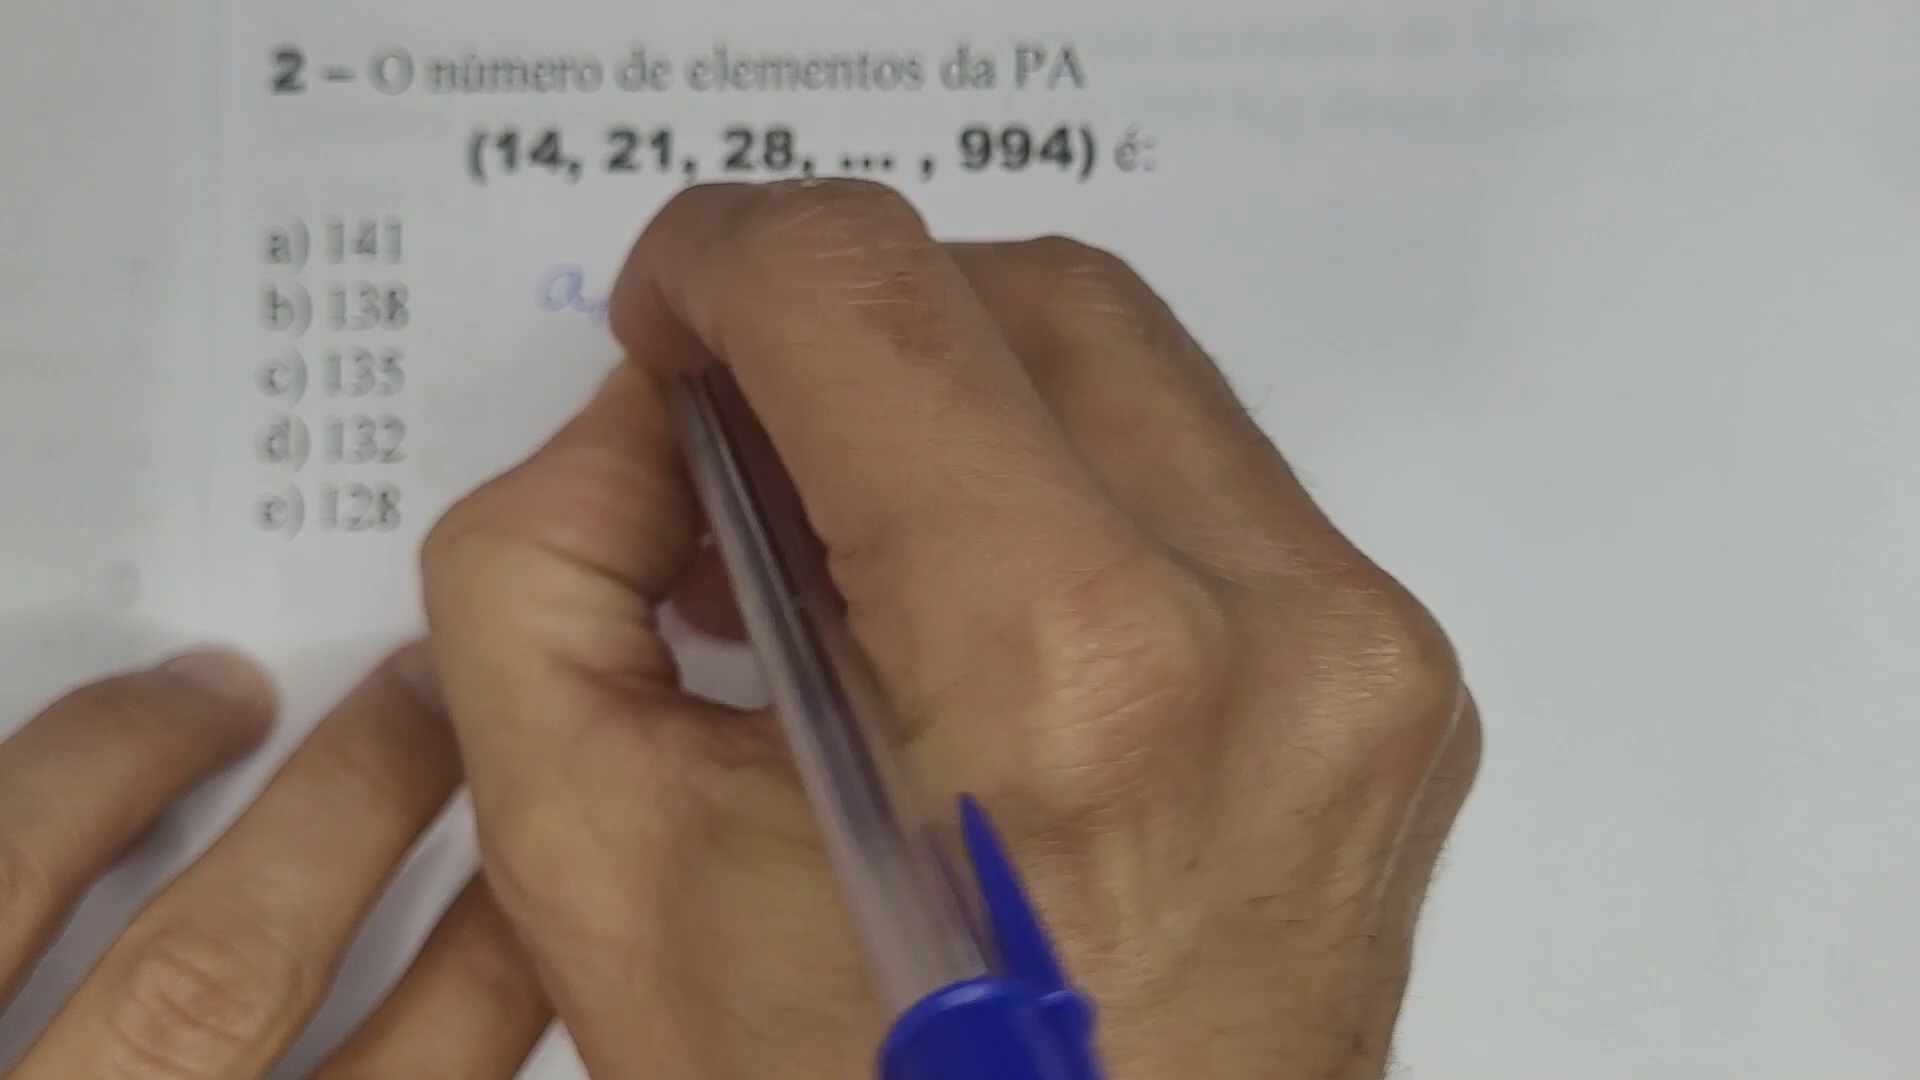 2 – O número de elementos da PA
(14, 21, 28, ... , 994) é:
a) 141
b) 138
c) 135
d) 132
e) 128